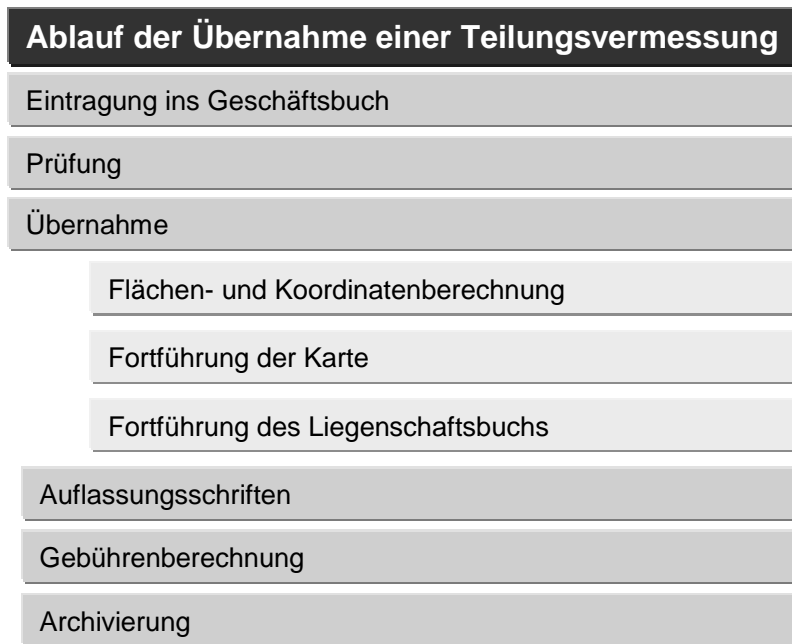 Ablauf der Übernahme einer Teilungsvermessung
Eintragung ins Geschäftsbuch
Prüfung
Übernahme
Flächen- und Koordinatenberechnung
Fortführung der Karte
Fortführung des Liegenschaftsbuchs
Auflassungsschriften
Gebührenberechnung
Archivierung